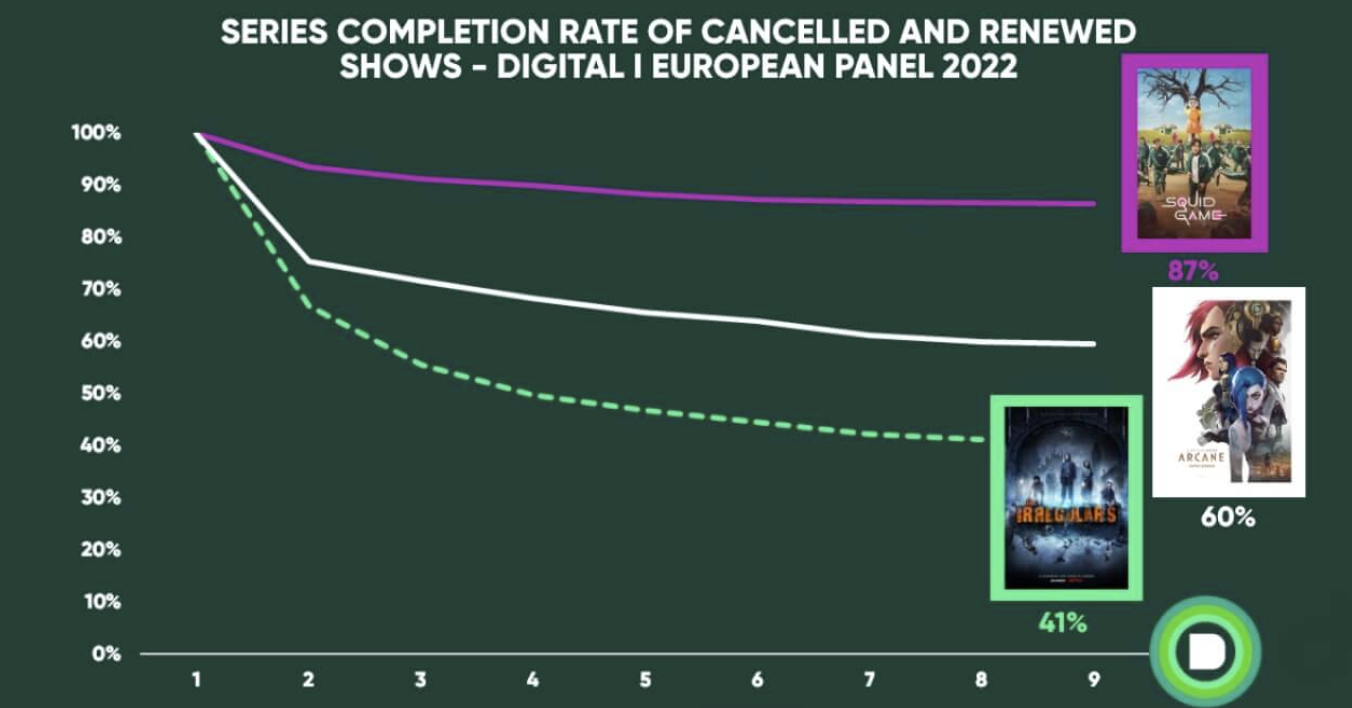 SERIES COMPLETION RATE OF CANCELLED AND RENEWED
SHOWS - DIGITAL I EUROPEAN PANEL 2022
100%
90%
80%
70%
60%
50%
40%
30%
20%
10%
0%
1 2 3 4 5 6 7 8 9
SQUID
GAME
87%
ARCANE
60%
IRREGULARS
41%
D